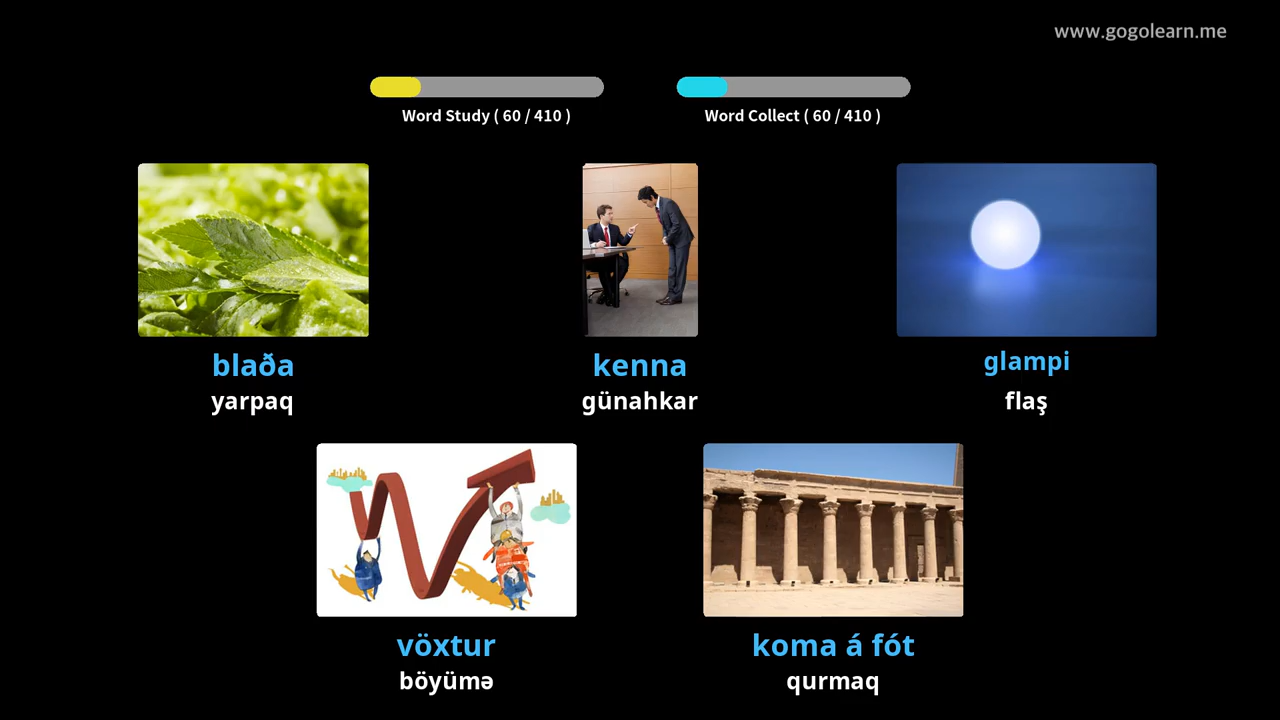 www.gogolearn.me
Word Study ( 60 / 410 )
Word Collect ( 60 / 410 )
blaða
yarpaq
kenna
günahkar
glampi
flaş
vöxtur
böyümə
koma á fót
qurmaq